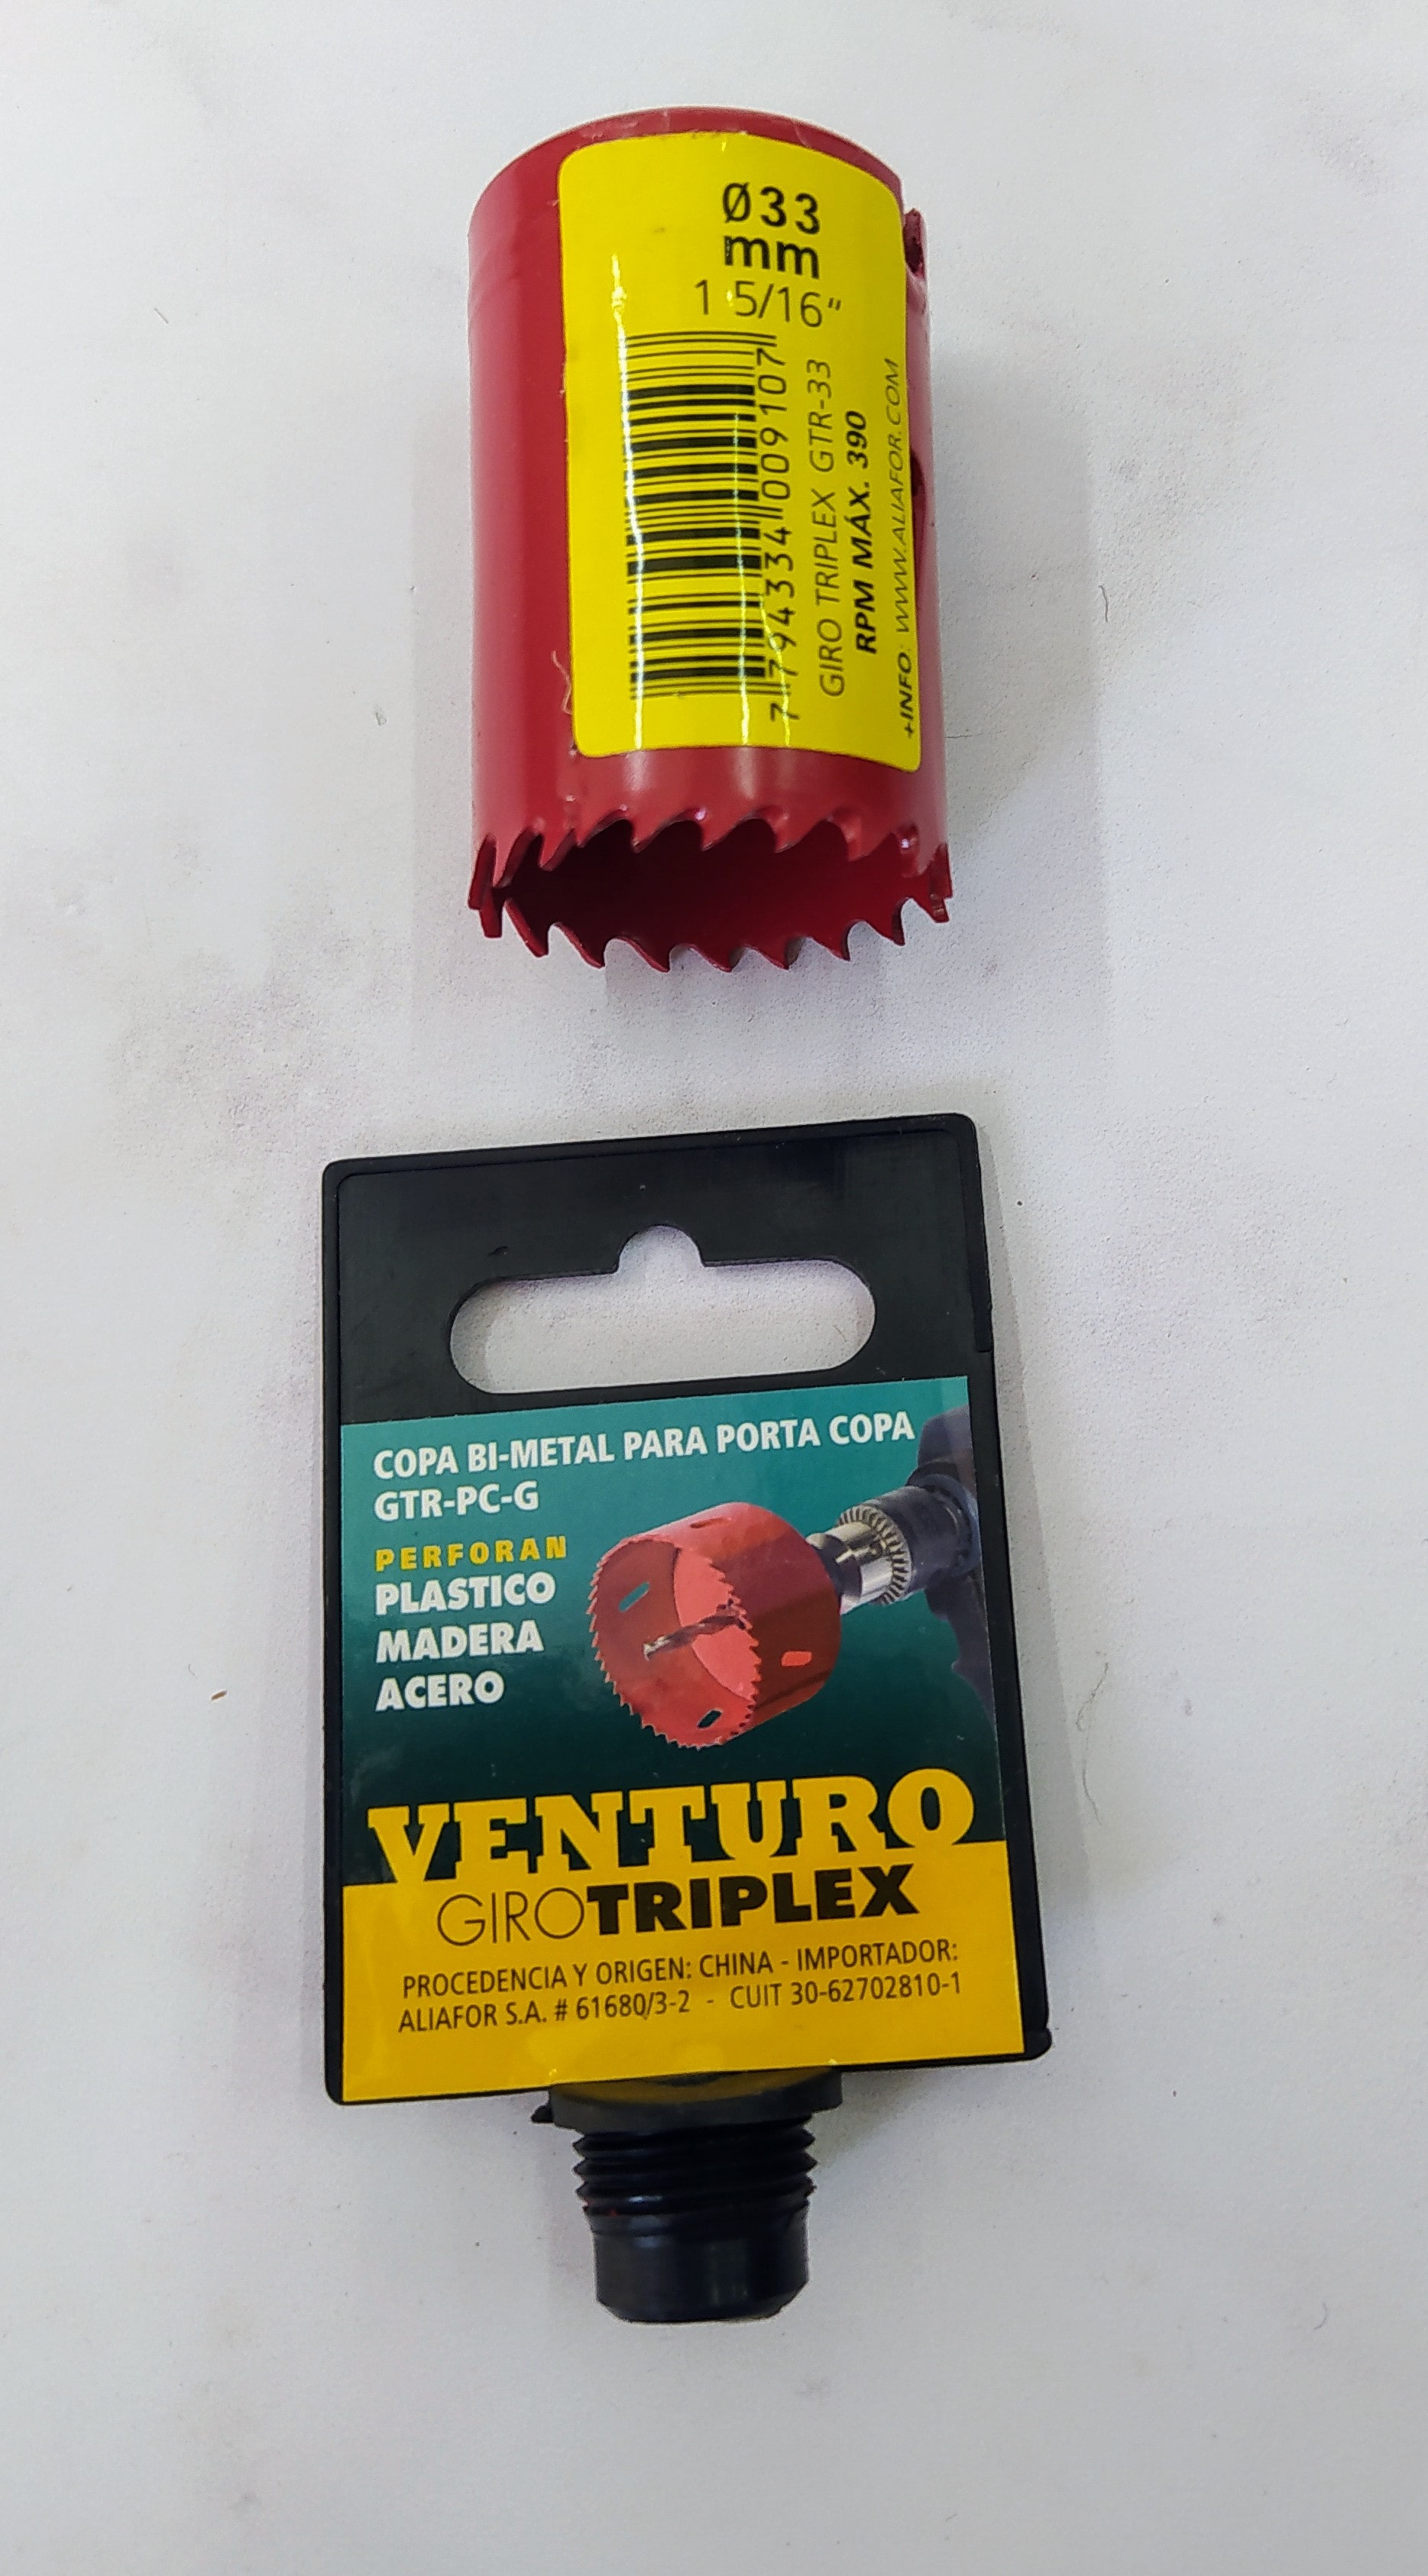 Ø33
mm
1 5/16"
7 794334 009107
GIRO TRIPLEX GTR-33
RPM MÁX. 390
+INFO: WWW.ALIAFOR.COM
COPA BI-METAL PARA PORTA COPA
GTR-PC-G
PERFORAN
PLASTICO
MADERA
ACERO
VENTURO
GIROTRIPLEX
PROCEDENCIA Y ORIGEN: CHINA - IMPORTADOR:
ALIAFOR S.A. # 61680/3-2 - CUIT 30-62702810-1